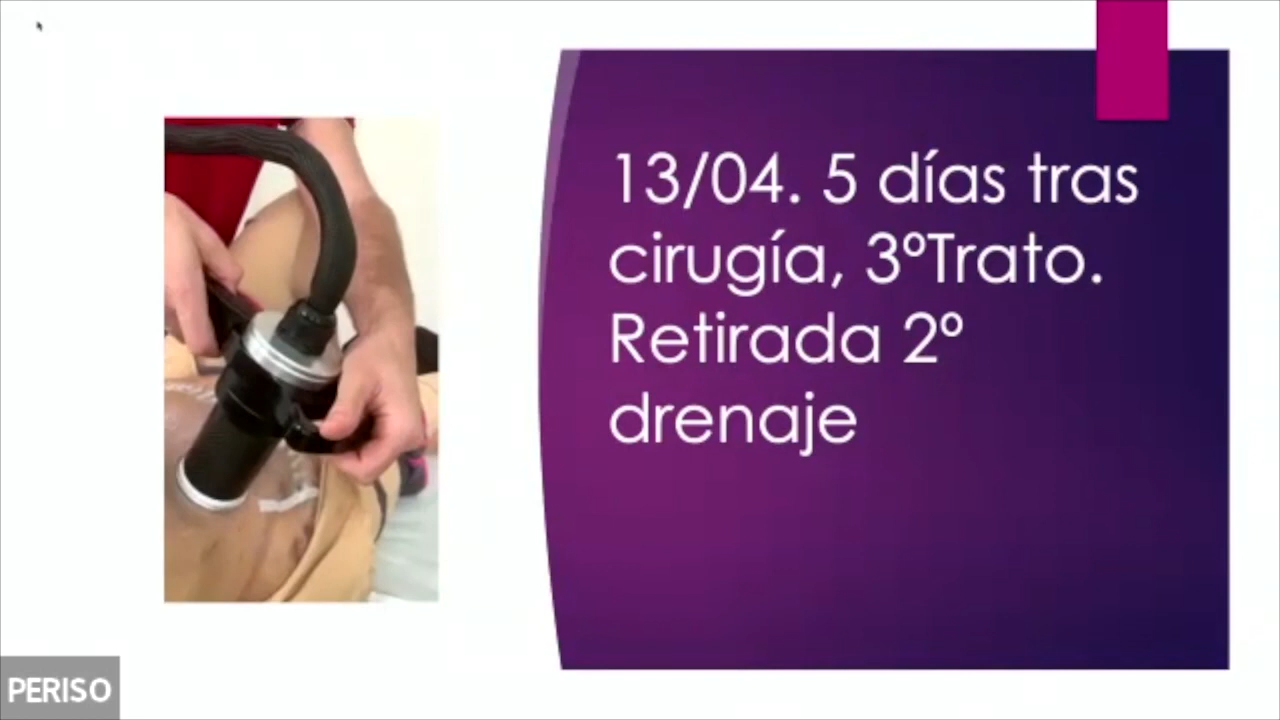 13/04. 5 días tras
cirugía, 3ºTrato.
Retirada 2º
drenaje
PERISO